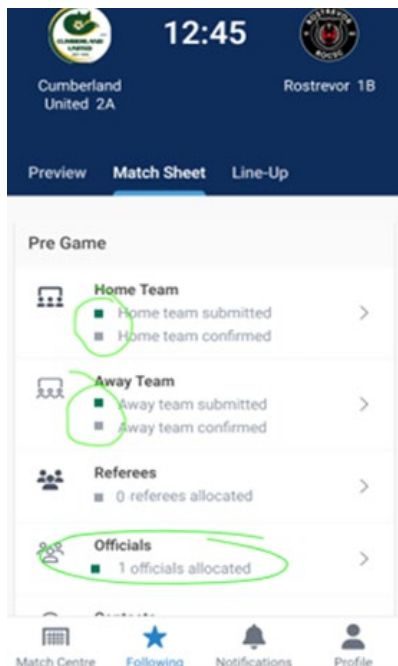 12:45
Cumberland
United 2A
Rostrevor 1B
Preview Match Sheet Line-Up
Pre Game
Home Team
Home team submitted
Home team confirmed
Away Team
Away team submitted
Away team confirmed
Referees
0 referees allocated
Officials
1 officials allocated
Match Centre Following Notifications Profile